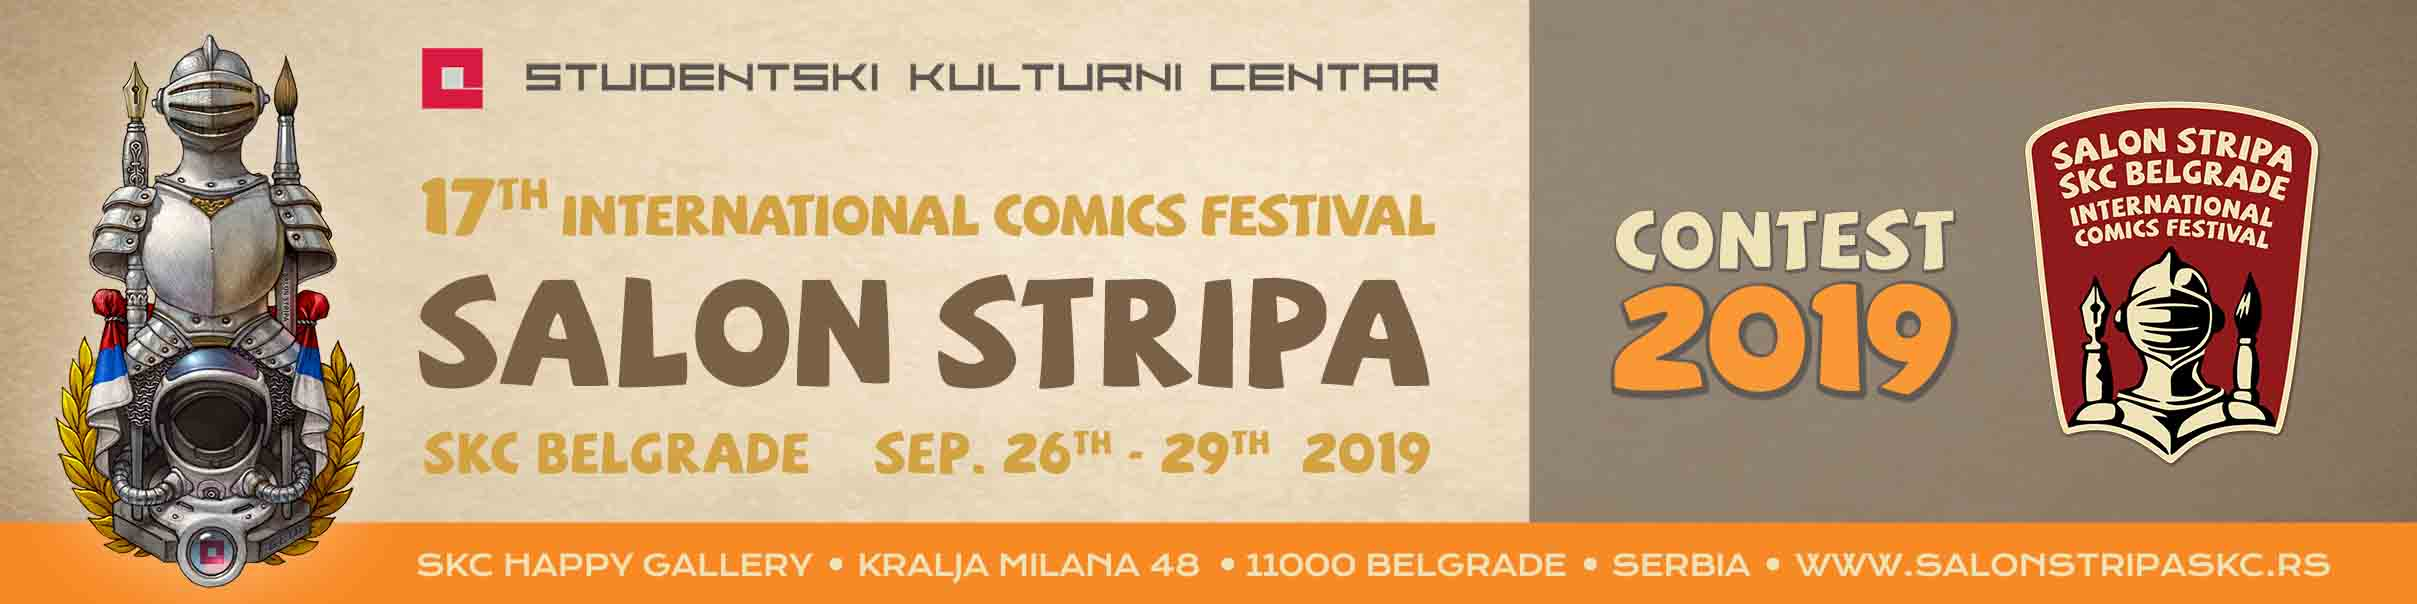 STUDENTSKI KULTURNI CENTAR
17TH INTERNATIONAL COMICS FESTIVAL
SALON STRIPA
SKC BELGRADE SEP. 26TH - 29TH 2019
CONTEST
2019
SALON STRIPA
SKC BELGRADE
INTERNATIONAL
COMICS FESTIVAL
SKC HAPPY GALLERY • KRALJA MILANA 48 • 11000 BELGRADE • SERBIA • WWW.SALONSTRIPASKC.RS